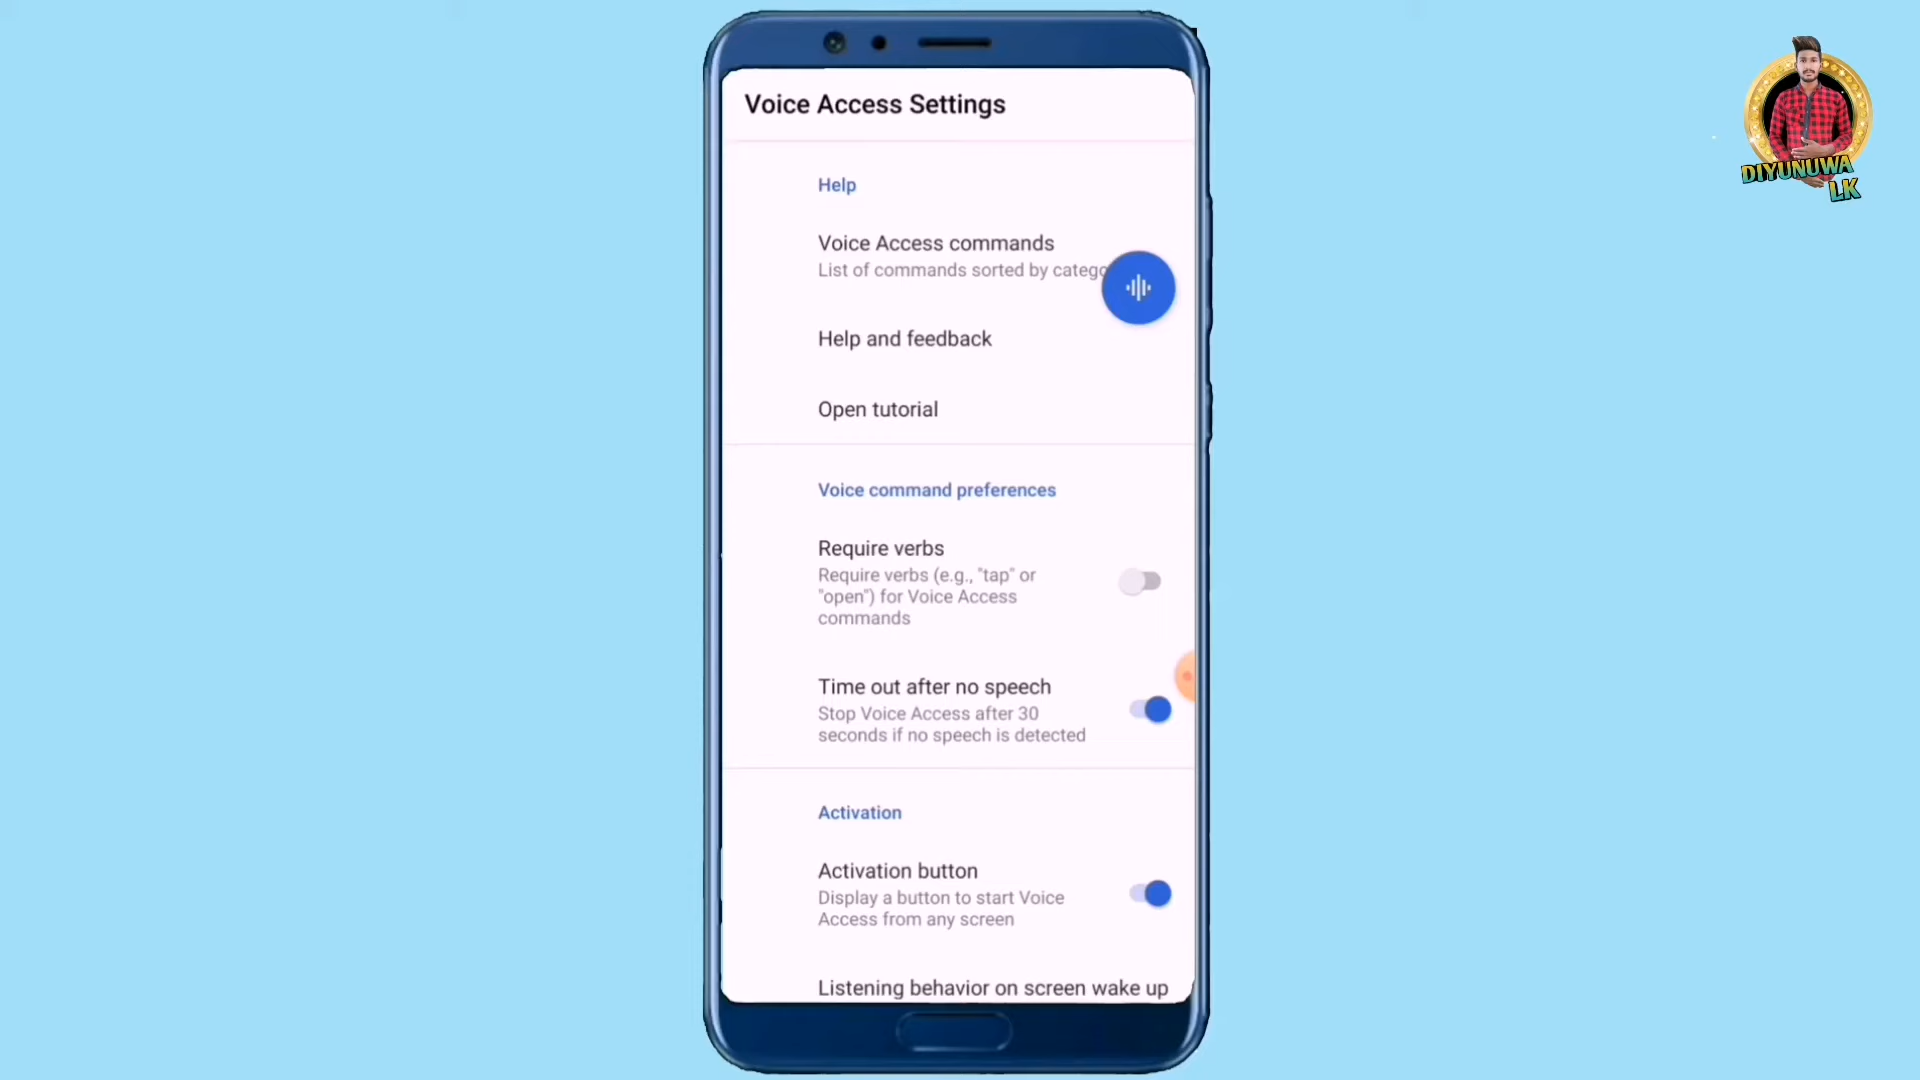 Voice Access Settings
Help
Voice Access commands
List of commands sorted by catego
Help and feedback
Open tutorial
Voice command preferences
Require verbs
Require verbs (e.g., "tap" or
"open") for Voice Access
commands
Time out after no speech
Stop Voice Access after 30
seconds if no speech is detected
Activation
Activation button
Display a button to start Voice
Access from any screen
Listening behavior on screen wake up
DIYUNUWA
LK